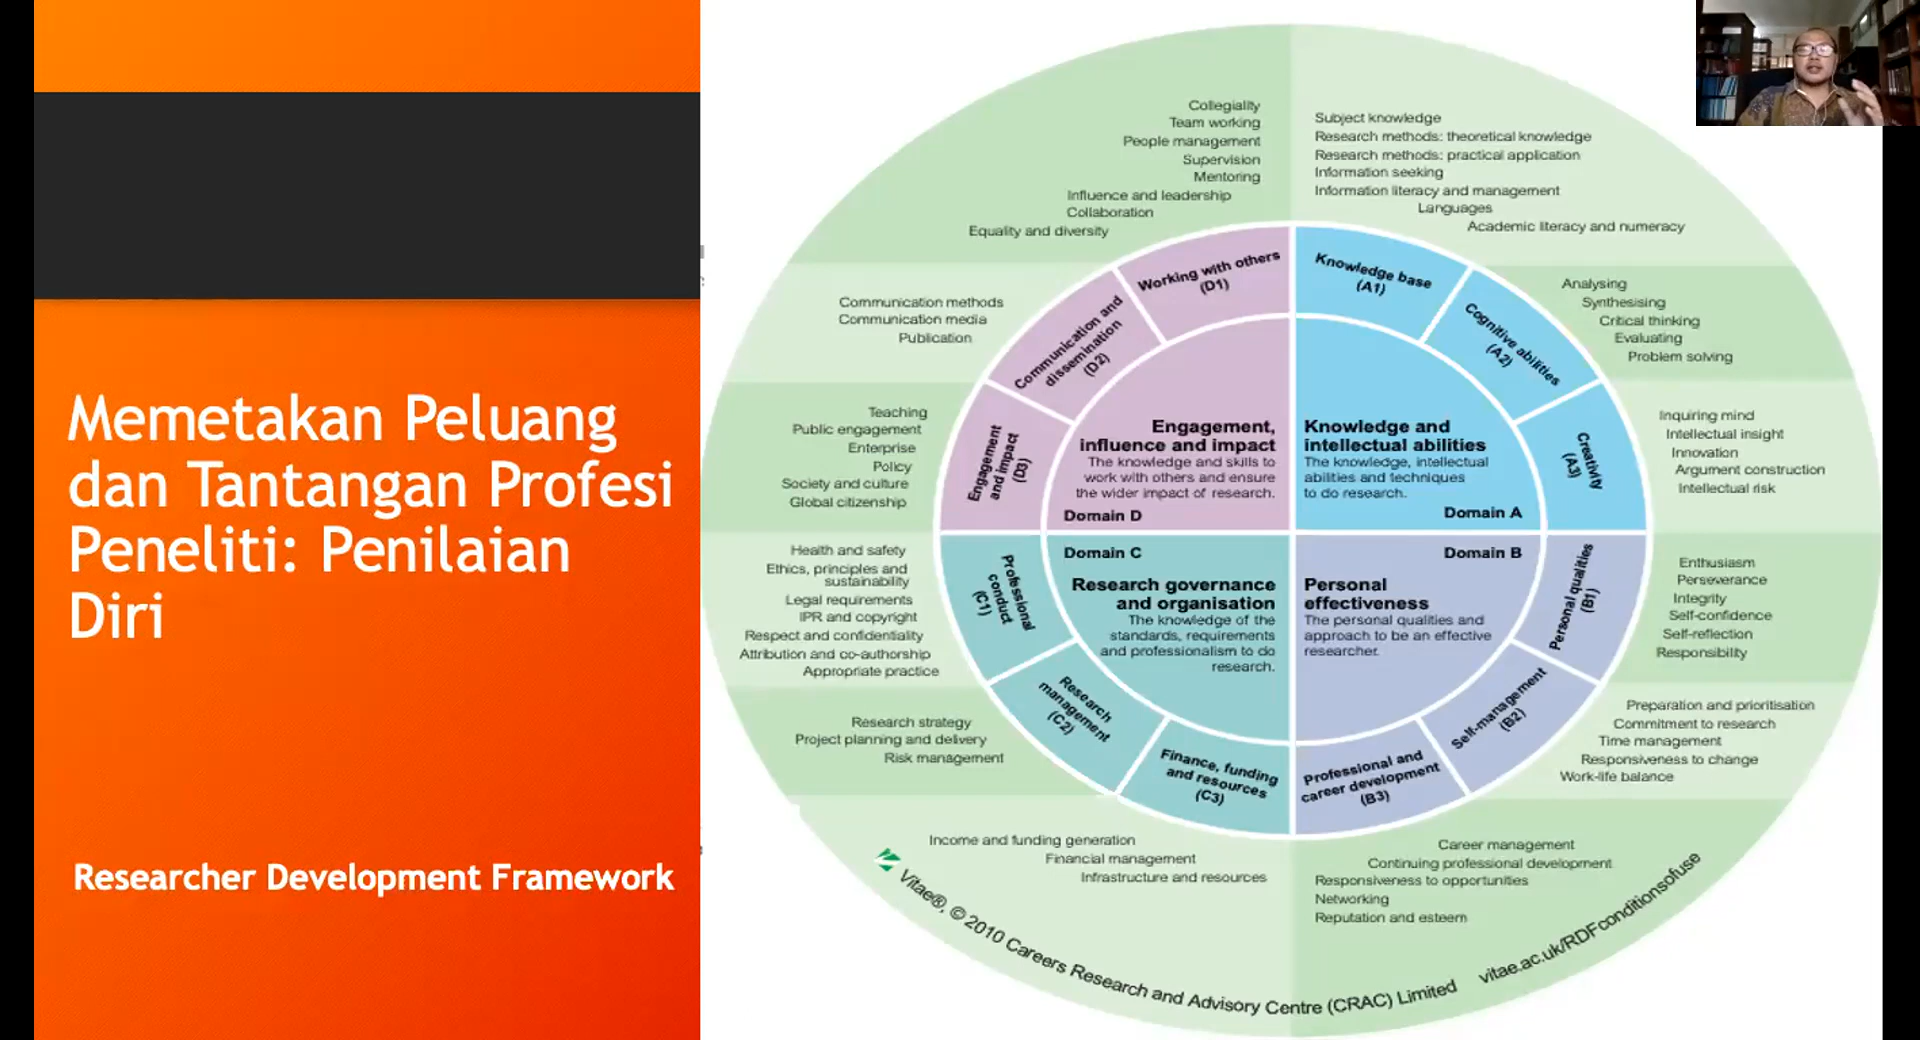 Memetakan Peluang
dan Tantangan Profesi
Peneliti: Penilaian
Diri
Researcher Development Framework
Collegiality
Team working
People management
Supervision
Mentoring
Influence and leadership
Collaboration
Equality and diversity
Subject knowledge
Research methods: theoretical knowledge
Research methods: practical application
Information seeking
Information literacy and management
Languages
Academic literacy and numeracy
Communication methods
Communication media
Publication
Analysing
Synthesising
Critical thinking
Evaluating
Problem solving
Teaching
Public engagement
Enterprise
Policy
Society and culture
Global citizenship
Inquiring mind
Intellectual insight
Innovation
Argument construction
Intellectual risk
Health and safety
Ethics, principles and
sustainability
Legal requirements
IPR and copyright
Respect and confidentiality
Attribution and co-authorship
Appropriate practice
Enthusiasm
Perseverance
Integrity
Self-confidence
Self-reflection
Responsibility
Research strategy
Project planning and delivery
Risk management
Preparation and prioritisation
Commitment to research
Time management
Responsiveness to change
Work-life balance
Income and funding generation
Financial management
Infrastructure and resources
Career management
Continuing professional development
Responsiveness to opportunities
Networking
Reputation and esteem
Working with others
(D1)
Knowledge base
(A1)
Communication and
dissemination
(D2)
Cognitive abilities
(A2)
Engagement
and impact
(D3)
Creativity
(A3)
Professional
conduct
(C1)
Personal qualities
(B1)
Research
management
(C2)
Self-management
(B2)
Finance, funding
and resources
(C3)
Professional and
career development
(B3)
Engagement,
influence and impact
The knowledge and skills to
work with others and ensure
the wider impact of research.
Domain D
Knowledge and
intellectual abilities
The knowledge, intellectual
abilities and techniques
to do research.
Domain A
Domain C
Research governance
and organisation
The knowledge of the
standards, requirements
and professionalism to do
research.
Domain B
Personal
effectiveness
The personal qualities and
approach to be an effective
researcher.
Vitae®, © 2010 Careers Research and Advisory Centre (CRAC) Limited
vitae.ac.uk/RDFconditionsofuse